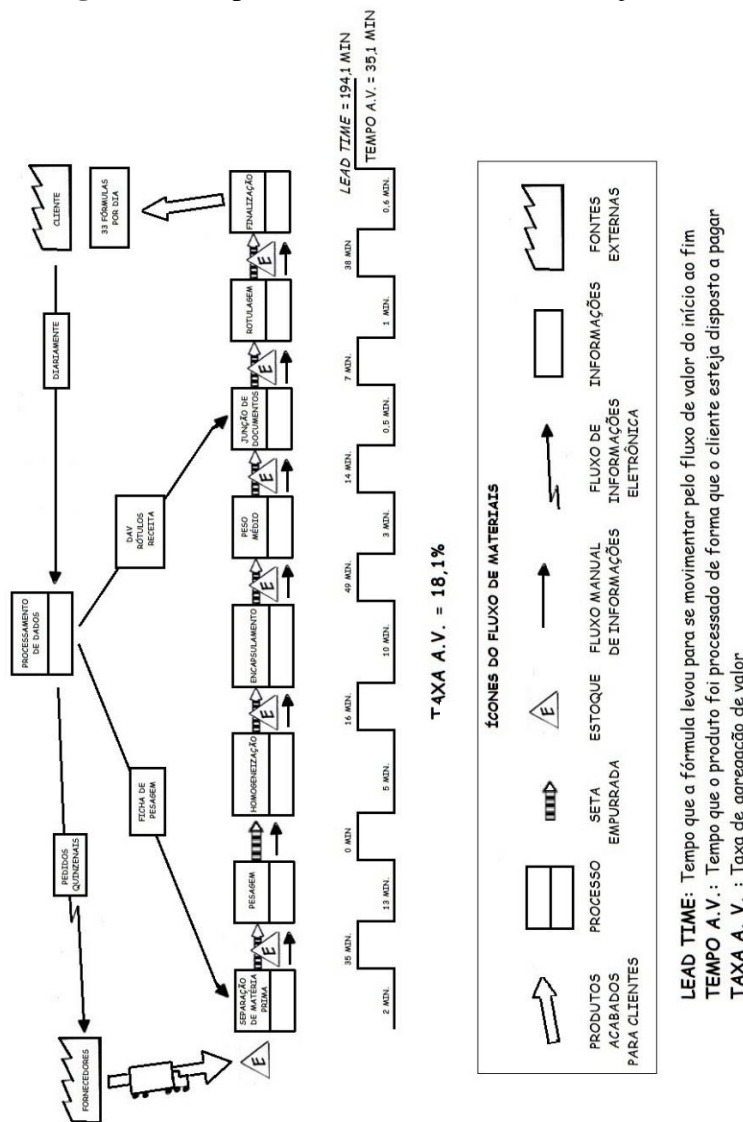 FORNECEDORES
PEDIDOS
QUINZENAIS
PROCESSAMENTO
DE DADOS
DIARIAMENTE
CLIENTE
33 FÓRMULAS
POR DIA
FICHA DE
PESAGEM
DAV
RÓTULOS
RECEITA
E
SEPARAÇÃO
DE MATÉRIA
PRIMA
E
PESAGEM
HOMOGENEIZAÇÃO
E
ENCAPSULAMENTO
E
PESO
MÉDIO
E
JUNÇÃO DE
DOCUMENTOS
E
ROTULAGEM
E
FINALIZAÇÃO
2 MIN.
35 MIN.
13 MIN.
0 MIN
5 MIN.
16 MIN.
10 MIN.
49 MIN.
3 MIN.
14 MIN.
0,5 MIN.
7 MIN.
1 MIN.
38 MIN
0,6 MIN.
LEAD TIME = 194,1 MIN
TEMPO A.V. = 35,1 MIN
TAXA A.V. = 18,1%
ÍCONES DO FLUXO DE MATERIAIS
PRODUTOS
ACABADOS
PARA CLIENTES
PROCESSO
SETA
EMPURRADA
E
ESTOQUE
FLUXO MANUAL
DE INFORMAÇÕES
FLUXO DE
INFORMAÇÕES
ELETRÔNICA
INFORMAÇÕES
FONTES
EXTERNAS
LEAD TIME: Tempo que a fórmula levou para se movimentar pelo fluxo de valor do início ao fim
TEMPO A.V.: Tempo que o produto foi processado de forma que o cliente esteja disposto a pagar
TAXA A. V. : Taxa de agregação de valor